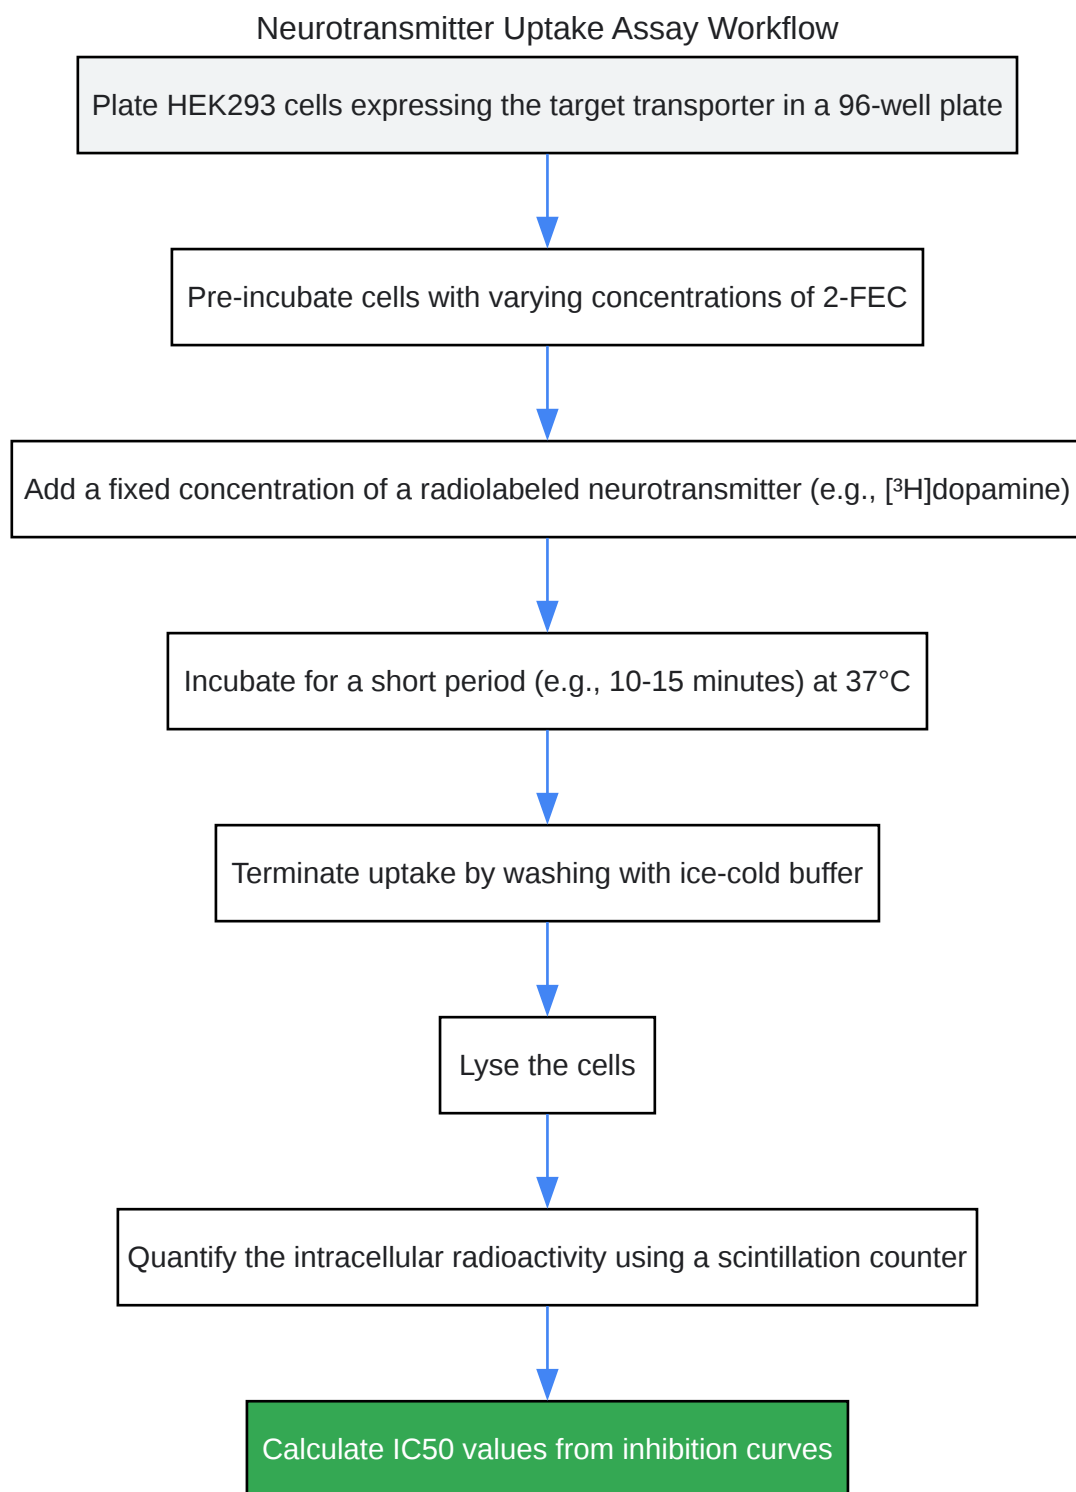 Neurotransmitter Uptake Assay Workflow
Plate HEK293 cells expressing the target transporter in a 96-well plate
Pre-incubate cells with varying concentrations of 2-FEC
Add a fixed concentration of a radiolabeled neurotransmitter (e.g., [³H]dopamine)
Incubate for a short period (e.g., 10-15 minutes) at 37°C
Terminate uptake by washing with ice-cold buffer
Lyse the cells
Quantify the intracellular radioactivity using a scintillation counter
Calculate IC50 values from inhibition curves